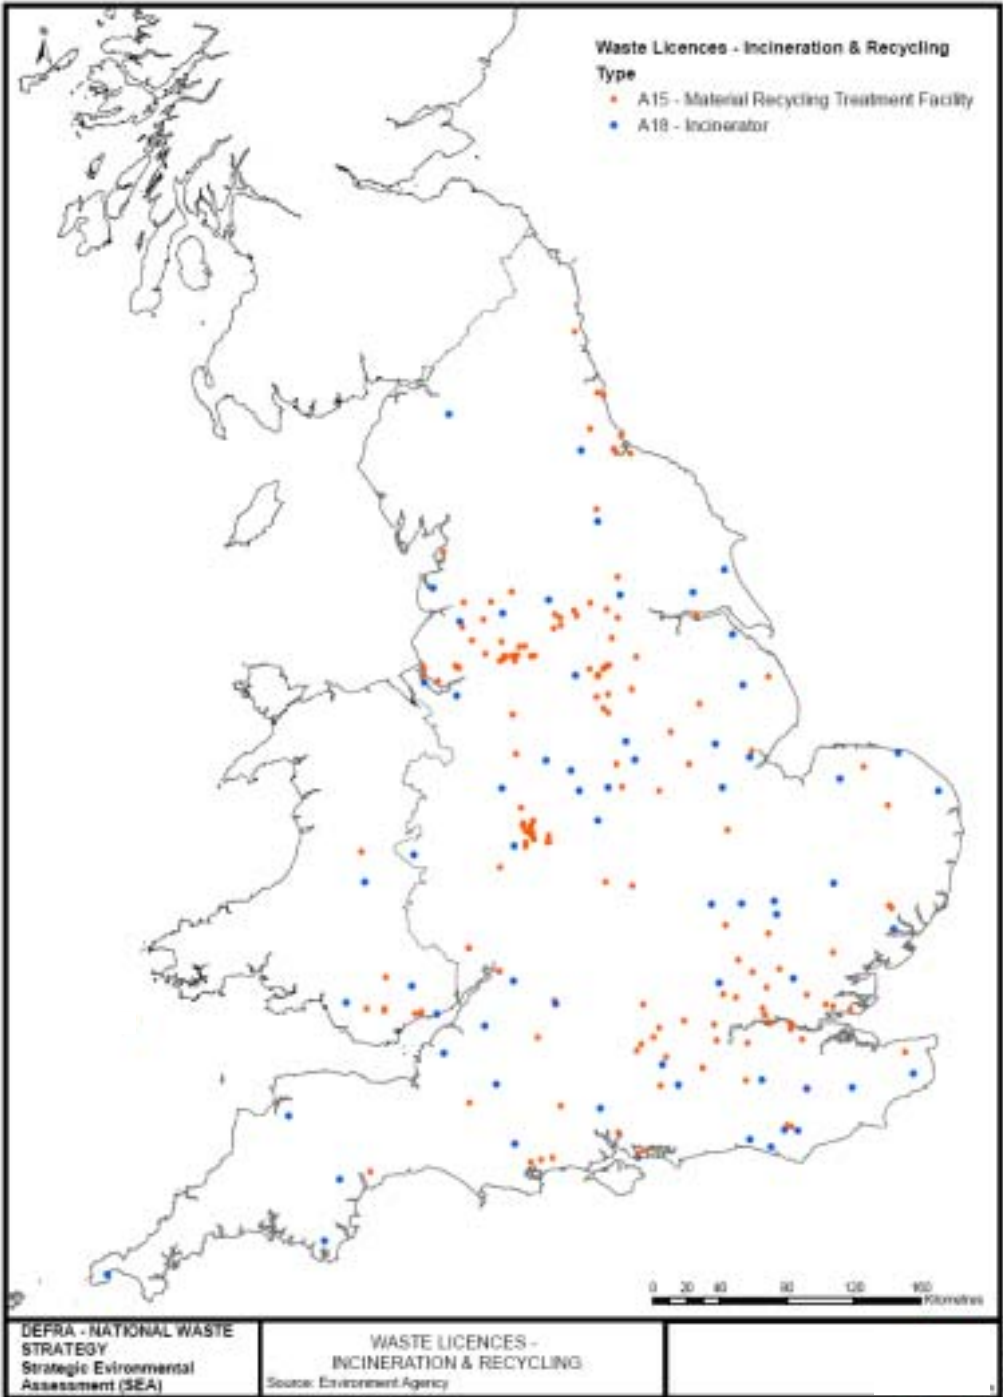 N
Waste Licences - Incineration & Recycling
Type
A15 - Material Recycling Treatment Facility
A18 - Incinerator
0 20 40 80 120 160
Kilometres
DEFRA - NATIONAL WASTE
STRATEGY
Strategic Evironmental
Assessment (SEA)
WASTE LICENCES -
INCINERATION & RECYCLING
Source: Environment Agency